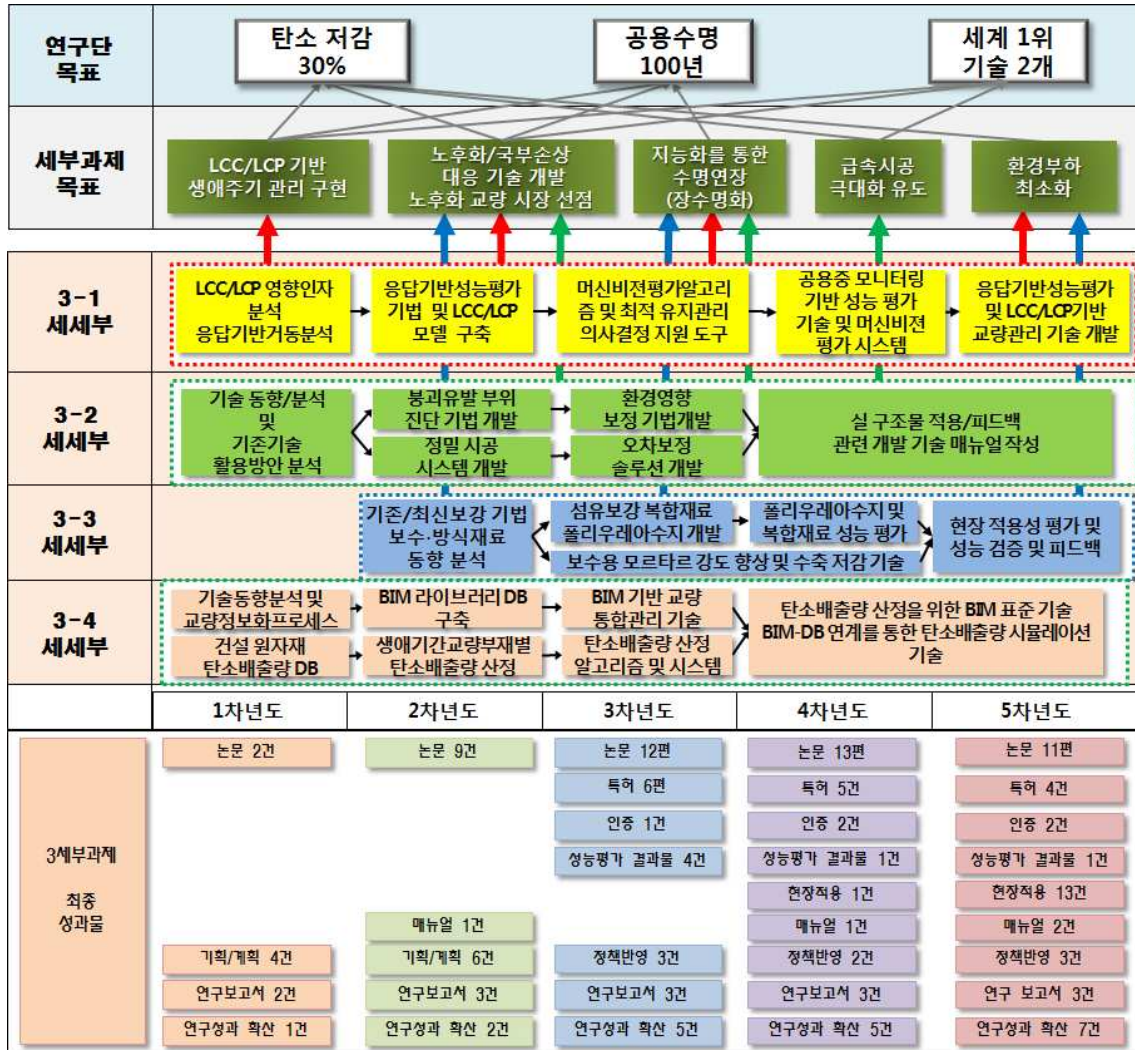 연구단
목표
탄소 저감
30%
공용수명
100년
세계 1위
기술 2개
세부과제
목표
LCC/LCP 기반
생애주기 관리 구현
노후화/국부손상
대응 기술 개발
노후화 교량 시장 선점
지능화를 통한
수명연장
(장수명화)
급속시공
극대화 유도
환경부하
최소화
3-1
세세부
LCC/LCP 영향인자
분석
응답기반거동분석
응답기반성능평가
기법 및 LCC/LCP
모델 구축
머신비젼평가알고리
즘 및 최적 유지관리
의사결정 지원 도구
공용중 모니터링
기반 성능 평가
기술 및 머신비젼
평가 시스템
응답기반성능평가
및 LCC/LCP기반
교량관리 기술 개발
3-2
세세부
기술 동향/분석
및
기존기술
활용방안 분석
붕괴유발 부위
진단 기법 개발
정밀 시공
시스템 개발
환경영향
보정 기법개발
오차보정
솔루션 개발
실 구조물 적용/피드백
관련 개발 기술 매뉴얼 작성
3-3
세세부
기존/최신보강 기법
보수·방식재료
동향 분석
섬유보강 복합재료
폴리우레아수지 개발
폴리우레아수지 및
복합재료 성능 평가
보수용 모르타르 강도 향상 및 수축 저감 기술
현장 적용성 평가 및
성능 검증 및 피드백
3-4
세세부
기술동향분석 및
교량정보화프로세스
건설 원자재
탄소배출량 DB
BIM 라이브러리 DB
구축
생애기간교량부재별
탄소배출량 산정
BIM 기반 교량
통합관리 기술
탄소배출량 산정
알고리즘 및 시스템
탄소배출량 산정을 위한 BIM 표준 기술
BIM-DB 연계를 통한 탄소배출량 시뮬레이션
기술
1차년도
2차년도
3차년도
4차년도
5차년도
3세부과제
최종
성과물
논문 2건
논문 9건
논문 12편
논문 13편
논문 11편
특허 6편
특허 5건
특허 4건
인증 1건
인증 2건
인증 2건
성능평가 결과물 4건
성능평가 결과물 1건
성능평가 결과물 1건
현장적용 1건
현장적용 13건
매뉴얼 1건
매뉴얼 1건
매뉴얼 2건
기획/계획 4건
기획/계획 6건
정책반영 3건
정책반영 2건
정책반영 3건
연구보고서 2건
연구보고서 3건
연구보고서 3건
연구보고서 3건
연구 보고서 3건
연구성과 확산 1건
연구성과 확산 2건
연구성과 확산 5건
연구성과 확산 5건
연구성과 확산 7건